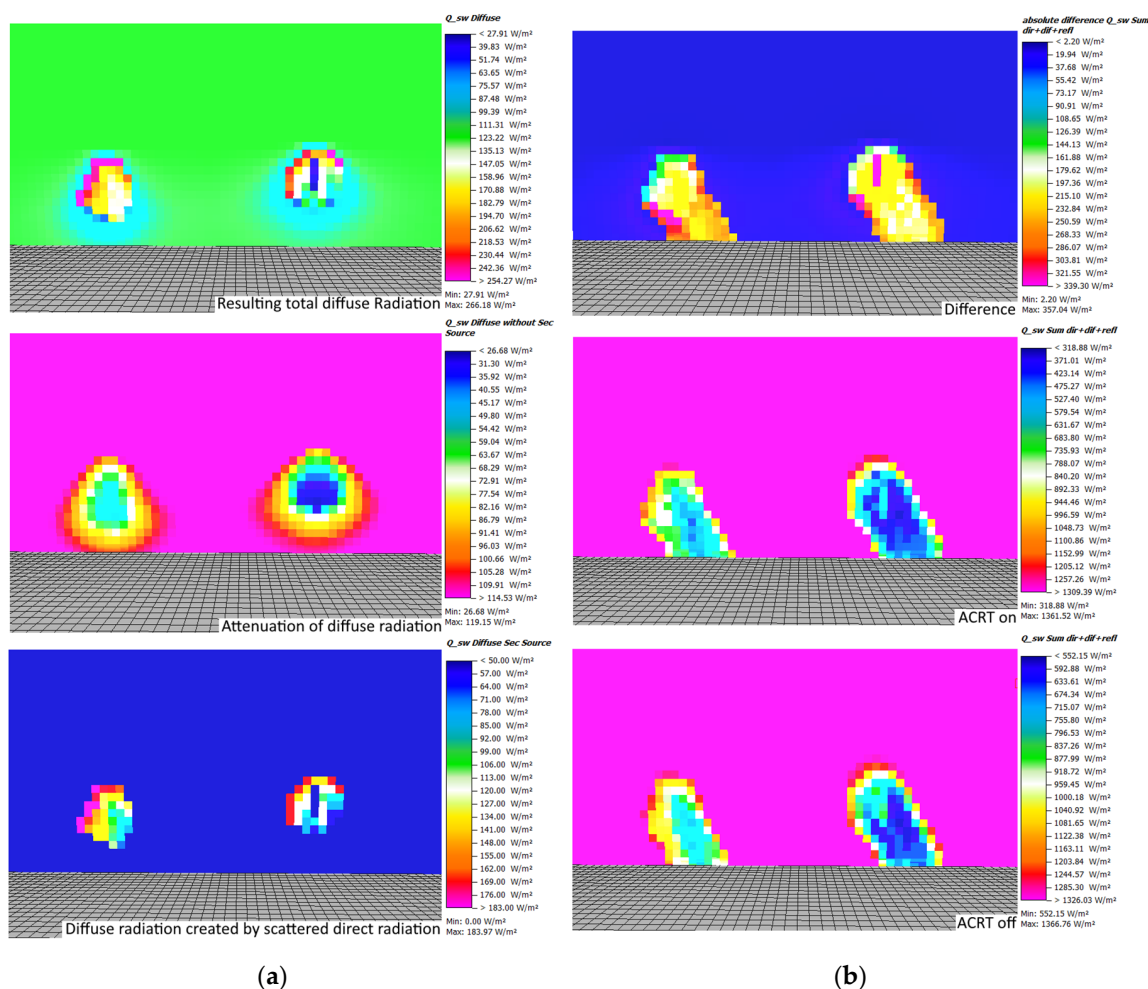 Q_sw Diffuse
< 27.91 W/m²
39.83 W/m²
51.74 W/m²
63.65 W/m²
75.57 W/m²
87.48 W/m²
99.39 W/m²
111.31 W/m²
123.22 W/m²
135.13 W/m²
147.05 W/m²
158.96 W/m²
170.88 W/m²
182.79 W/m²
194.70 W/m²
206.62 W/m²
218.53 W/m²
230.44 W/m²
242.36 W/m²
> 254.27 W/m²
Min: 27.91 W/m²
Max: 266.18 W/m²
Resulting total diffuse Radiation
Q_sw Diffuse without Sec
Source
< 26.68 W/m²
31.30 W/m²
35.92 W/m²
40.55 W/m²
45.17 W/m²
49.80 W/m²
54.42 W/m²
59.04 W/m²
63.67 W/m²
68.29 W/m²
72.91 W/m²
77.54 W/m²
82.16 W/m²
86.79 W/m²
91.41 W/m²
96.03 W/m²
100.66 W/m²
105.28 W/m²
109.91 W/m²
> 114.53 W/m²
Min: 26.68 W/m²
Max: 119.15 W/m²
Attenuation of diffuse radiation
Q_sw Diffuse Sec Source
< 50.00 W/m²
57.00 W/m²
64.00 W/m²
71.00 W/m²
78.00 W/m²
85.00 W/m²
92.00 W/m²
99.00 W/m²
106.00 W/m²
113.00 W/m²
120.00 W/m²
127.00 W/m²
134.00 W/m²
141.00 W/m²
148.00 W/m²
155.00 W/m²
162.00 W/m²
169.00 W/m²
176.00 W/m²
> 183.00 W/m²
Min: 0.00 W/m²
Max: 183.97 W/m²
Diffuse radiation created by scattered direct radiation
(a)
absolute difference Q_sw Sum
dir+dif+refl
< 2.20 W/m²
19.94 W/m²
37.68 W/m²
55.42 W/m²
73.17 W/m²
90.91 W/m²
108.65 W/m²
126.39 W/m²
144.13 W/m²
161.88 W/m²
179.62 W/m²
197.36 W/m²
215.10 W/m²
232.84 W/m²
250.59 W/m²
268.33 W/m²
286.07 W/m²
303.81 W/m²
321.55 W/m²
> 339.30 W/m²
Min: 2.20 W/m²
Max: 357.04 W/m²
Difference
Q_sw Sum dir+dif+refl
< 318.88 W/m²
371.01 W/m²
423.14 W/m²
475.27 W/m²
527.40 W/m²
579.54 W/m²
631.67 W/m²
683.80 W/m²
735.93 W/m²
788.07 W/m²
840.20 W/m²
892.33 W/m²
944.46 W/m²
996.59 W/m²
1048.73 W/m²
1100.86 W/m²
1152.99 W/m²
1205.12 W/m²
1257.26 W/m²
> 1309.39 W/m²
Min: 318.88 W/m²
Max: 1361.52 W/m²
ACRT on
Q_sw Sum dir+dif+refl
< 552.15 W/m²
592.88 W/m²
633.61 W/m²
674.34 W/m²
715.07 W/m²
755.80 W/m²
796.53 W/m²
837.26 W/m²
877.99 W/m²
918.72 W/m²
959.45 W/m²
1000.18 W/m²
1040.92 W/m²
1081.65 W/m²
1122.38 W/m²
1163.11 W/m²
1203.84 W/m²
1244.57 W/m²
1285.30 W/m²
> 1326.03 W/m²
Min: 552.15 W/m²
Max: 1366.76 W/m²
ACRT off
(b)